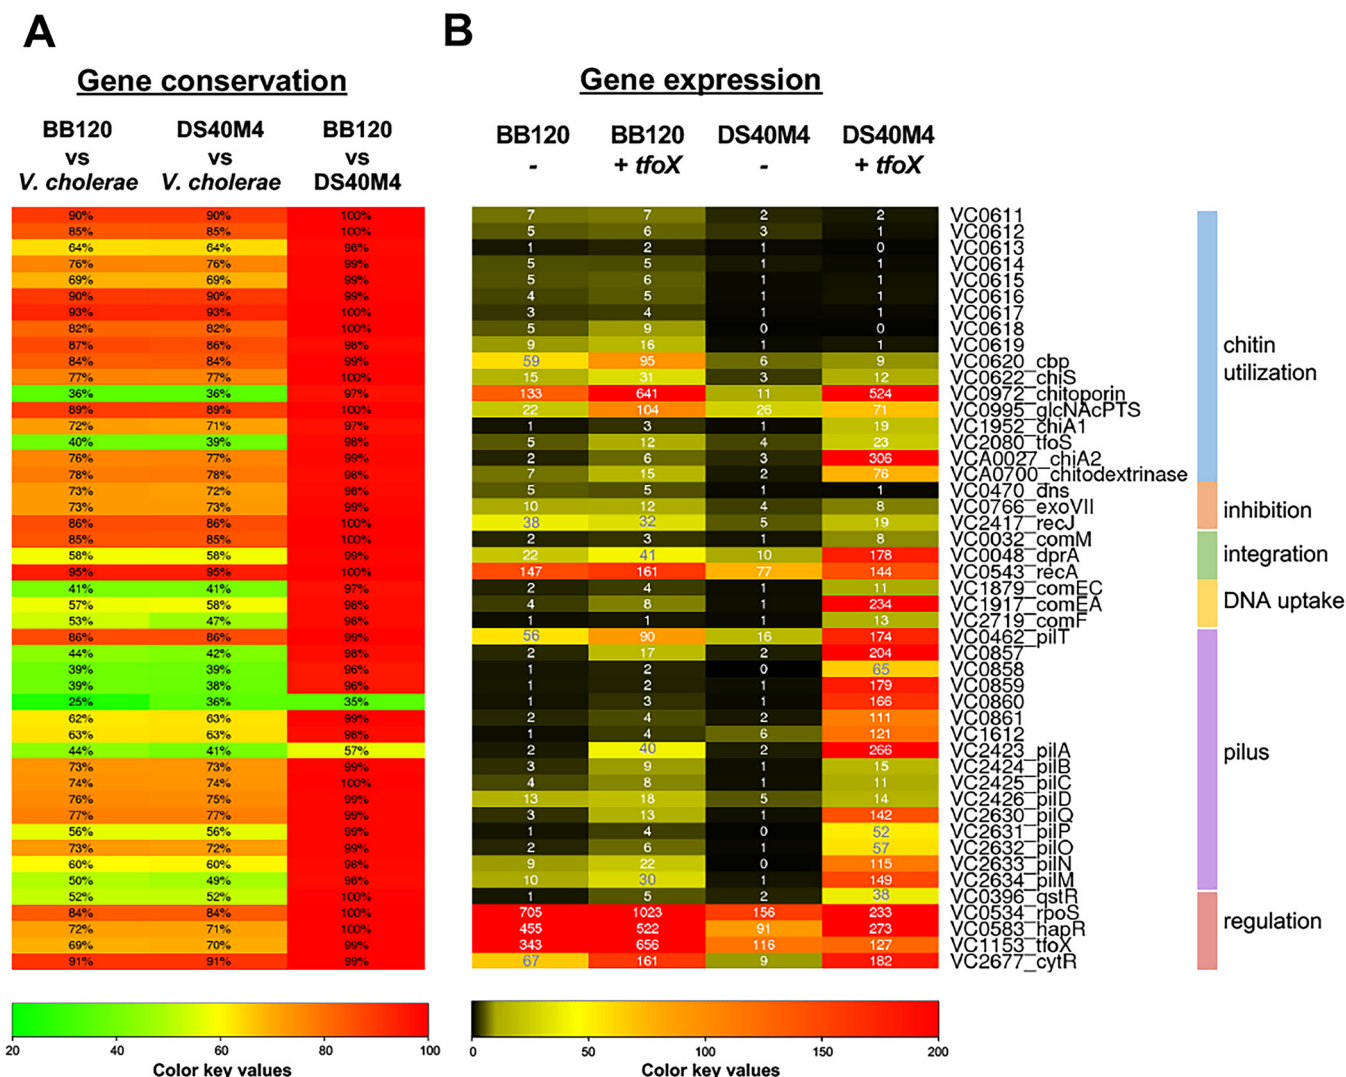 A
B
Gene conservation
Gene expression
BB120 vs V. cholerae
DS40M4 vs V. cholerae
BB120 vs DS40M4
BB120 -
BB120 + tfoX
DS40M4 -
DS40M4 + tfoX
90% 90% 100% 7 7 2 2 VC0611
85% 85% 100% 5 6 3 1 VC0612
64% 64% 98% 1 2 1 0 VC0613
76% 76% 99% 5 5 1 1 VC0614
69% 69% 99% 5 6 1 1 VC0615
90% 90% 99% 4 5 1 1 VC0616
93% 93% 100% 3 4 1 1 VC0617
82% 82% 100% 5 9 0 0 VC0618
87% 86% 98% 9 16 1 1 VC0619
84% 84% 99% 59 95 6 9 VC0620_cbp
77% 77% 100% 15 31 3 12 VC0622_chiS
36% 36% 97% 133 641 11 524 VC0972_chitoporin
89% 89% 100% 22 104 26 71 VC0995_glcNAcPTS
72% 71% 97% 1 3 1 19 VC1952_chiA1
40% 39% 98% 5 12 4 23 VC2080_tfoS
76% 77% 99% 2 6 3 306 VCA0027_chiA2
78% 78% 98% 7 15 2 76 VCA0700_chitodextrinase
chitin
utilization
73% 72% 98% 5 5 1 1 VC0470_dns
73% 73% 99% 10 12 4 8 VC0766_exoVII
86% 86% 100% 38 32 5 19 VC2417_recJ
inhibition
85% 85% 100% 2 3 1 8 VC0032_comM
58% 58% 99% 22 41 10 178 VC0048_dprA
95% 95% 100% 147 161 77 144 VC0543_recA
integration
41% 41% 97% 2 4 1 11 VC1879_comEC
57% 58% 98% 4 8 1 234 VC1917_comEA
53% 47% 98% 1 1 1 13 VC2719_comF
DNA uptake
86% 86% 99% 56 90 16 174 VC0462_pilT
44% 42% 98% 2 17 2 204 VC0857
39% 39% 96% 1 2 0 65 VC0858
39% 38% 96% 1 2 1 179 VC0859
25% 36% 35% 1 3 1 166 VC0860
62% 63% 99% 2 4 2 111 VC0861
63% 63% 98% 1 4 6 121 VC1612
44% 41% 57% 2 40 2 266 VC2423_pilA
73% 73% 99% 3 9 1 15 VC2424_pilB
74% 74% 100% 4 8 1 11 VC2425_pilC
76% 75% 99% 13 18 5 14 VC2426_pilD
77% 77% 99% 3 13 1 142 VC2630_pilQ
56% 56% 99% 1 4 0 52 VC2631_pilP
73% 72% 99% 2 6 1 57 VC2632_pilO
60% 60% 98% 9 22 0 115 VC2633_pilN
50% 49% 98% 10 30 1 149 VC2634_pilM
pilus
52% 52% 100% 1 5 2 38 VC0396_qstR
84% 84% 100% 705 1023 156 233 VC0534_rpoS
72% 71% 100% 455 522 91 273 VC0583_hapR
69% 70% 99% 343 656 116 127 VC1153_tfoX
91% 91% 99% 67 161 9 182 VC2677_cytR
regulation
20 40 60 80 100
Color key values
0 50 100 150 200
Color key values